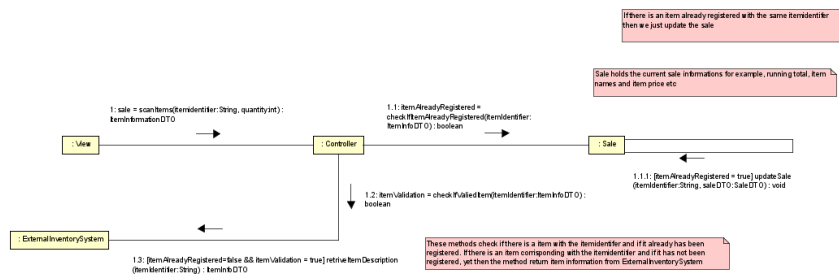 If there is an item already registered with the same itemidentifer
then we just update the sale
Sale holds the current sale informations for example, running total, item
names and item price etc
1: sale = scanItems(itemidentifier:String, quantity:int) :
ItemInformationDTO
1.1: itemAlreadyRegistered =
checkIfItemAlreadyRegistered(itemIdentifier:
ItemInfoDTO) : boolean
: View
: Controller
: Sale
1.1.1: [itemAlreadyRegistered = true] updateSale
(itemIdentifier:String, saleDTO:SaleDTO) : void
1.2: itemValidation = checkIfValiedItem(itemIdentifier:ItemInfoDTO) :
boolean
: ExternalInventorySystem
1.3: [itemAlreadyRegistered=false && itemValidation = true] retriveItemDescription
(itemIdentifier:String) : ItemInfoDTO
These methods check if there is a item with the itemidentifer and if it already has been
registered. If there is an item corrisponding with the itemidentifer and if it has not been
registered, yet then the method return item information from ExternalInventorySystem